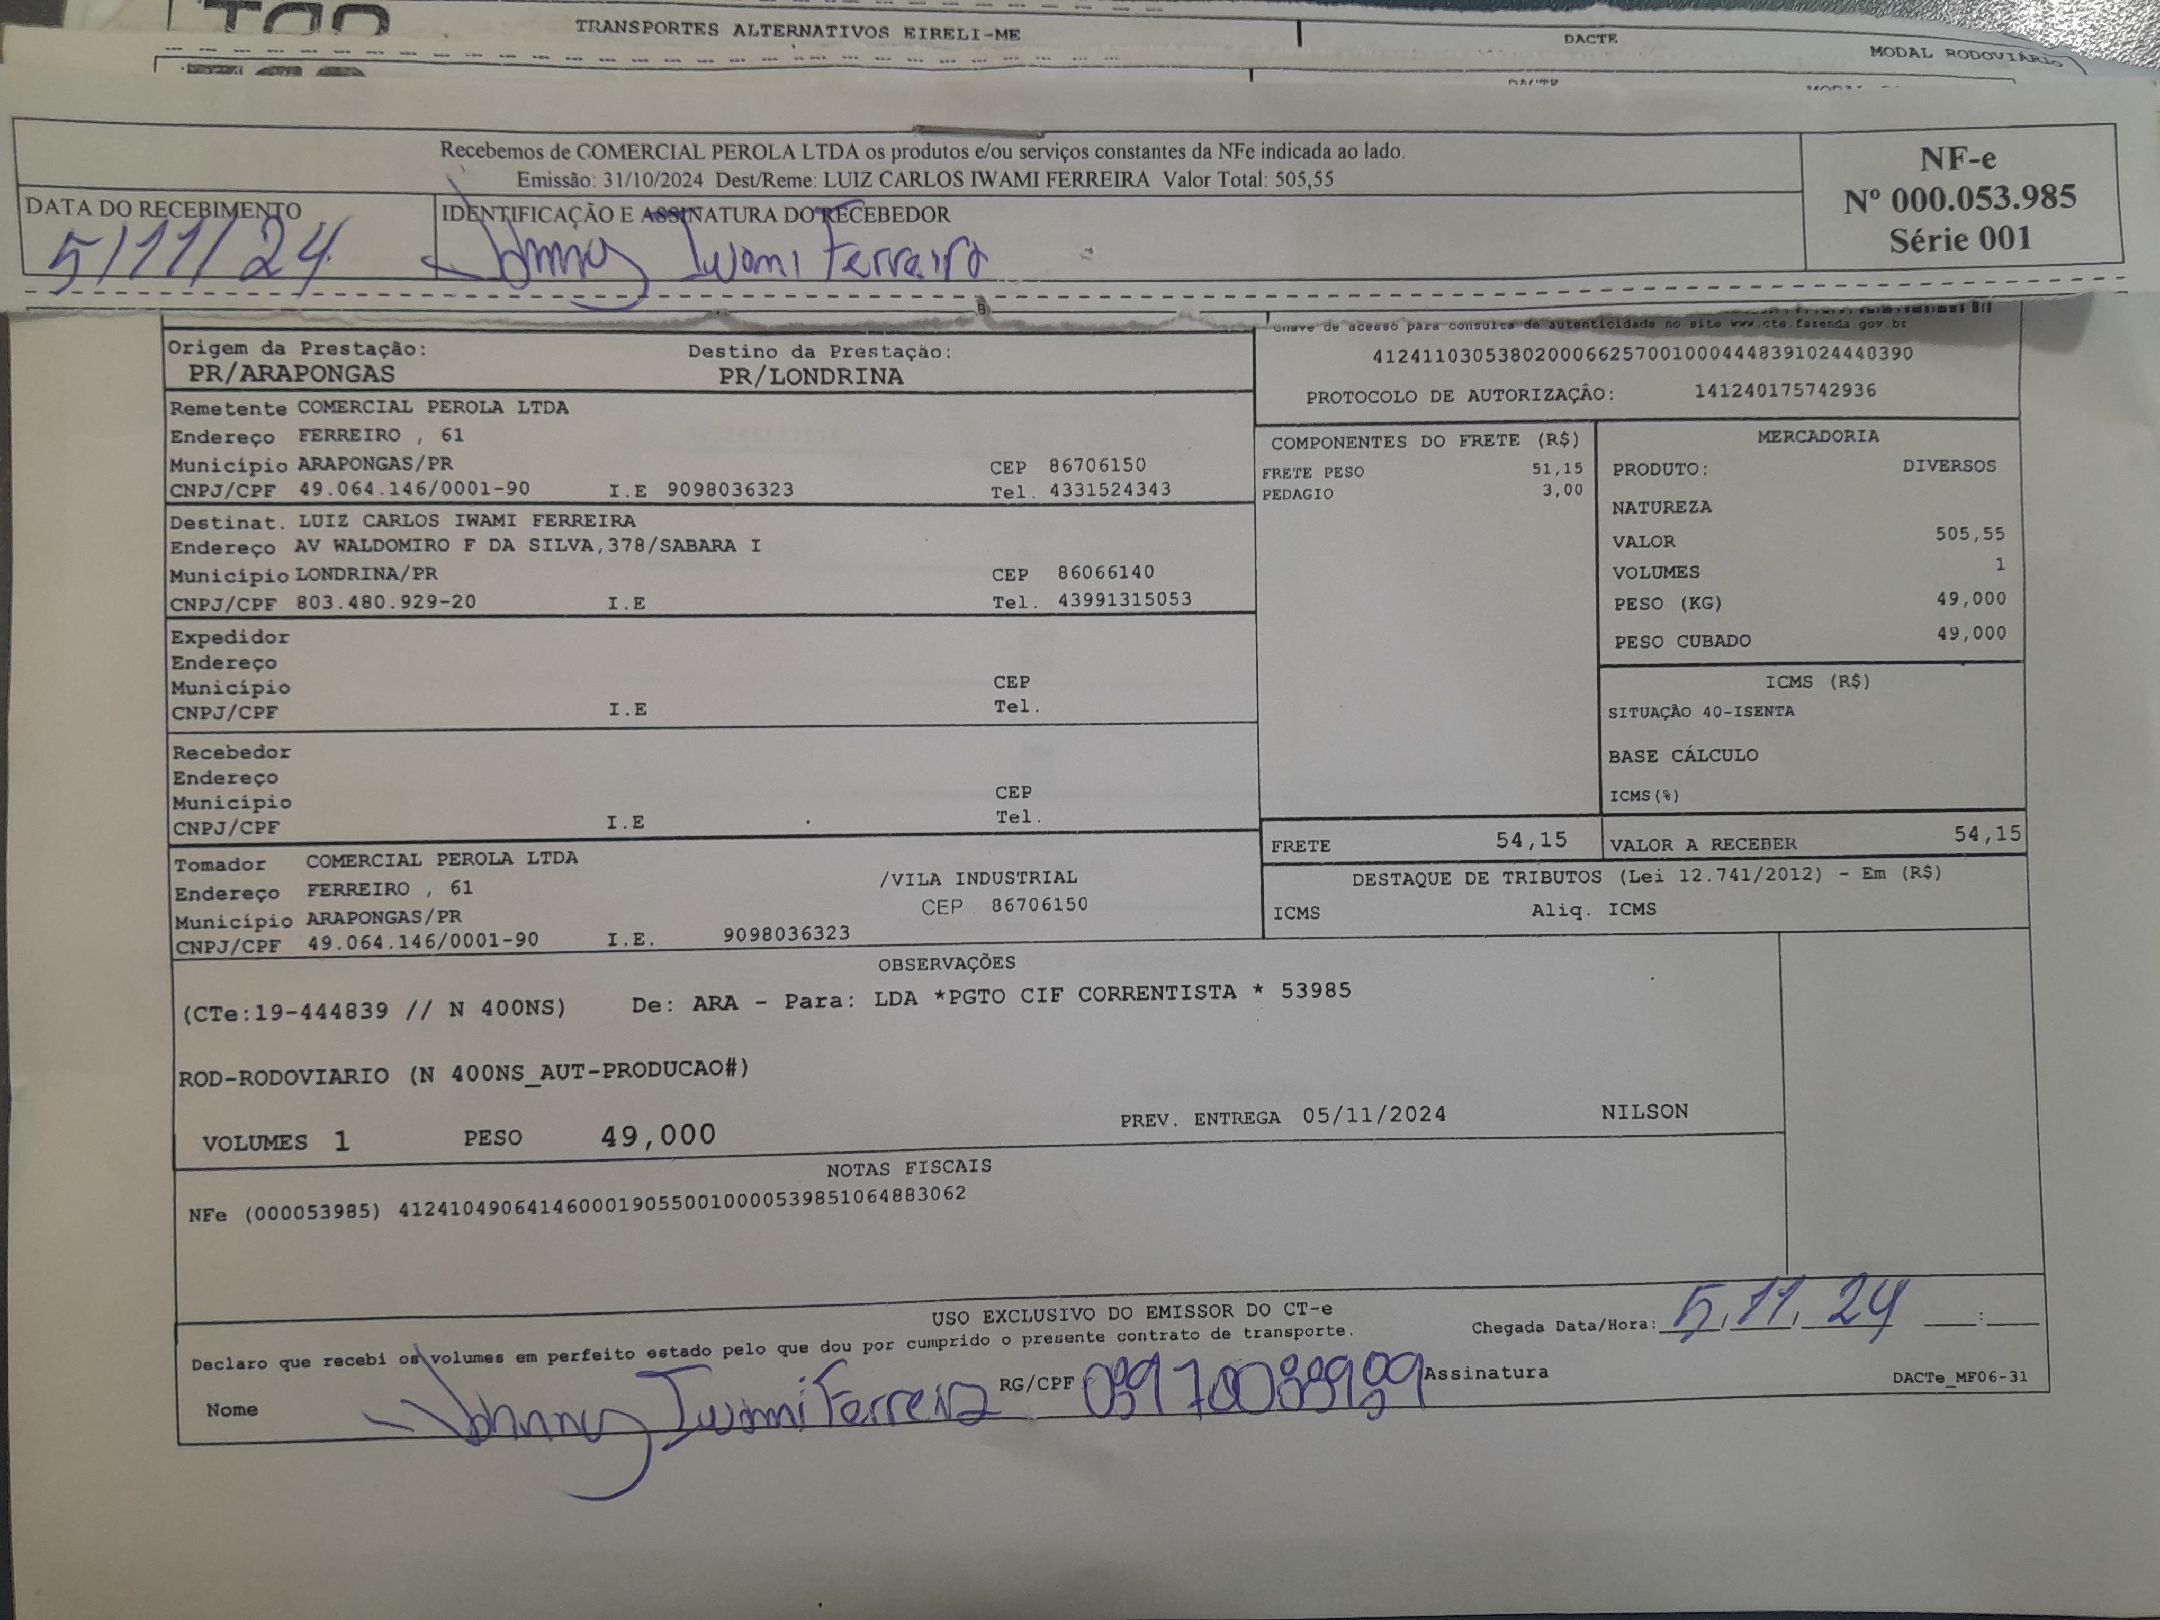 TRANSPORTES ALTERNATIVOS EIRELI-ME DACTE MODAL RODOVIÁRIO
Recebemos de COMERCIAL PEROLA LTDA os produtos e/ou serviços constantes da NFe indicada ao lado.
Emissão: 31/10/2024 Dest/Reme: LUIZ CARLOS IWAMI FERREIRA Valor Total: 505,55
NF-e
Nº 000.053.985
Série 001
DATA DO RECEBIMENTO
5/11/24
IDENTIFICAÇÃO E ASSINATURA DO RECEBEDOR
Johnny Iwami Ferreira
Chave de acesso para consulta de autenticidade no site www.cte.fazenda.gov.br
41241103053802000662570010004448391024440390
PROTOCOLO DE AUTORIZAÇÃO: 141240175742936
Origem da Prestação: Destino da Prestação:
PR/ARAPONGAS PR/LONDRINA
Remetente COMERCIAL PEROLA LTDA
Endereço FERREIRO , 61
Município ARAPONGAS/PR CEP 86706150
CNPJ/CPF 49.064.146/0001-90 I.E 9098036323 Tel. 4331524343
Destinat. LUIZ CARLOS IWAMI FERREIRA
Endereço AV WALDOMIRO F DA SILVA,378/SABARA I
Município LONDRINA/PR CEP 86066140
CNPJ/CPF 803.480.929-20 I.E Tel. 43991315053
Expedidor
Endereço
Município CEP
CNPJ/CPF I.E Tel.
Recebedor
Endereço
Município CEP
CNPJ/CPF I.E Tel.
Tomador COMERCIAL PEROLA LTDA
Endereço FERREIRO , 61 /VILA INDUSTRIAL
Município ARAPONGAS/PR CEP 86706150
CNPJ/CPF 49.064.146/0001-90 I.E. 9098036323
COMPONENTES DO FRETE (R$)
FRETE PESO 51,15
PEDAGIO 3,00
MERCADORIA
PRODUTO: DIVERSOS
NATUREZA
VALOR 505,55
VOLUMES 1
PESO (KG) 49,000
PESO CUBADO 49,000
ICMS (R$)
SITUAÇÃO 40-ISENTA
BASE CÁLCULO
ICMS(%)
FRETE 54,15 VALOR A RECEBER 54,15
DESTAQUE DE TRIBUTOS (Lei 12.741/2012) - Em (R$)
ICMS Aliq. ICMS
OBSERVAÇÕES
(CTe:19-444839 // N 400NS) De: ARA - Para: LDA *PGTO CIF CORRENTISTA * 53985
ROD-RODOVIARIO (N 400NS_AUT-PRODUCAO#)
VOLUMES 1 PESO 49,000 PREV. ENTREGA 05/11/2024 NILSON
NOTAS FISCAIS
NFe (000053985) 41241049064146000190550010000539851064883062
USO EXCLUSIVO DO EMISSOR DO CT-e
Declaro que recebi os volumes em perfeito estado pelo que dou por cumprido o presente contrato de transporte. Chegada Data/Hora: 5/11/24 :
Nome Johnny Iwami Ferreira RG/CPF Assinatura DACTe_MF06-31